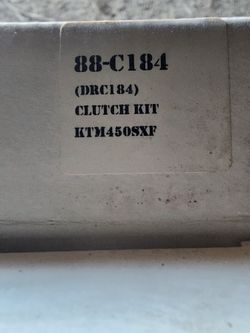 88-C184
(DRC184)
CLUTCH KIT
KTM450SXF